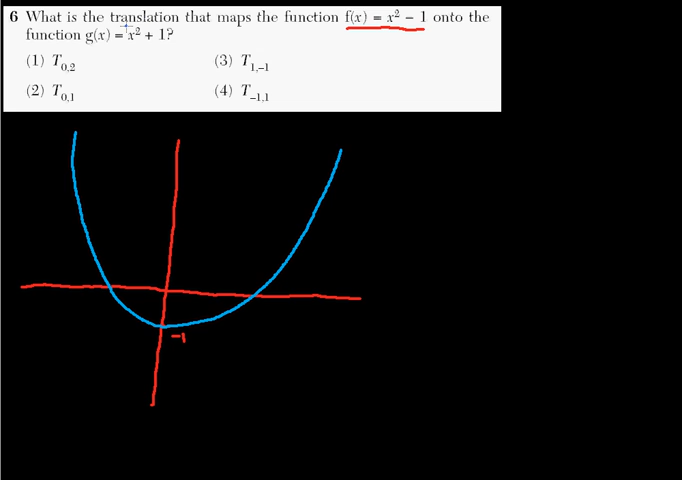 6 What is the translation that maps the function f(x) = x² − 1 onto the
function g(x) = x² + 1?
(1) T₀,₂ (3) T₁,₋₁
(2) T₀,₁ (4) T₋₁,₁
-1